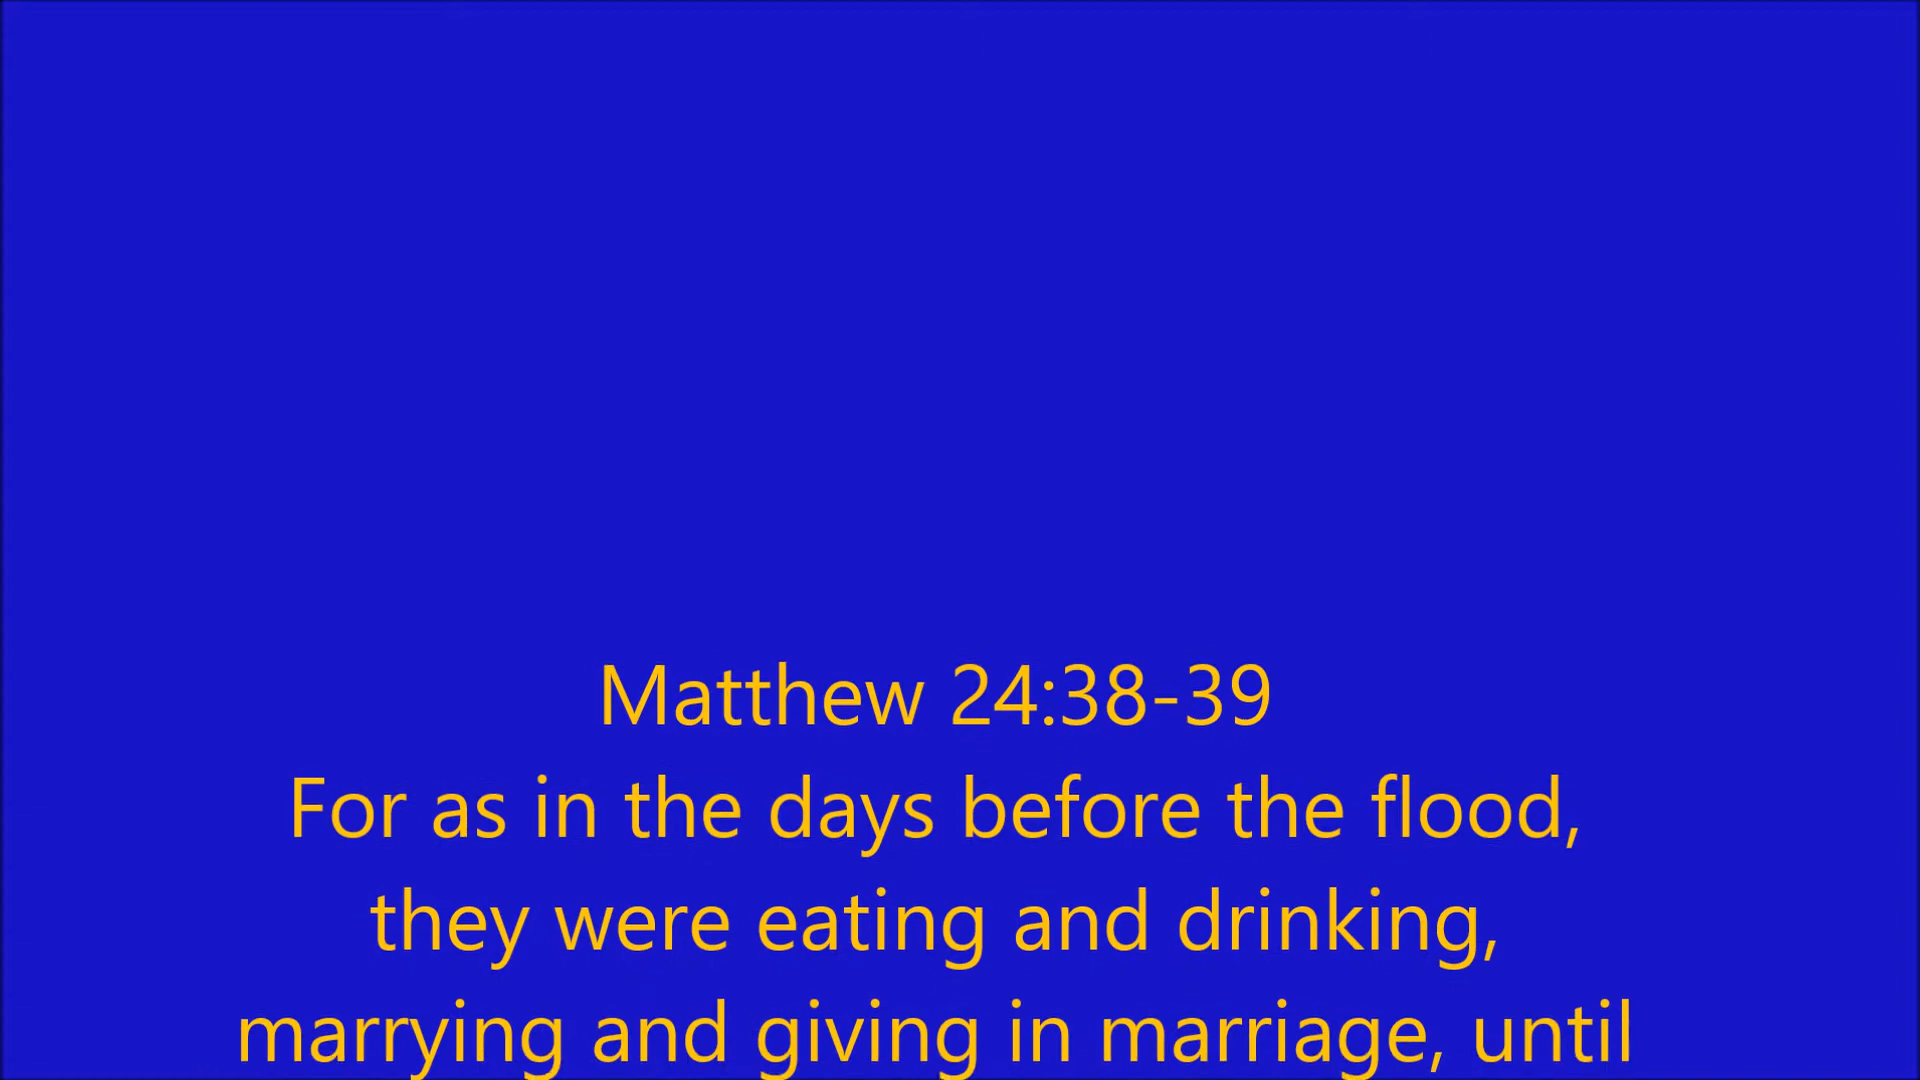 Matthew 24:38-39
For as in the days before the flood,
they were eating and drinking,
marrying and giving in marriage, until